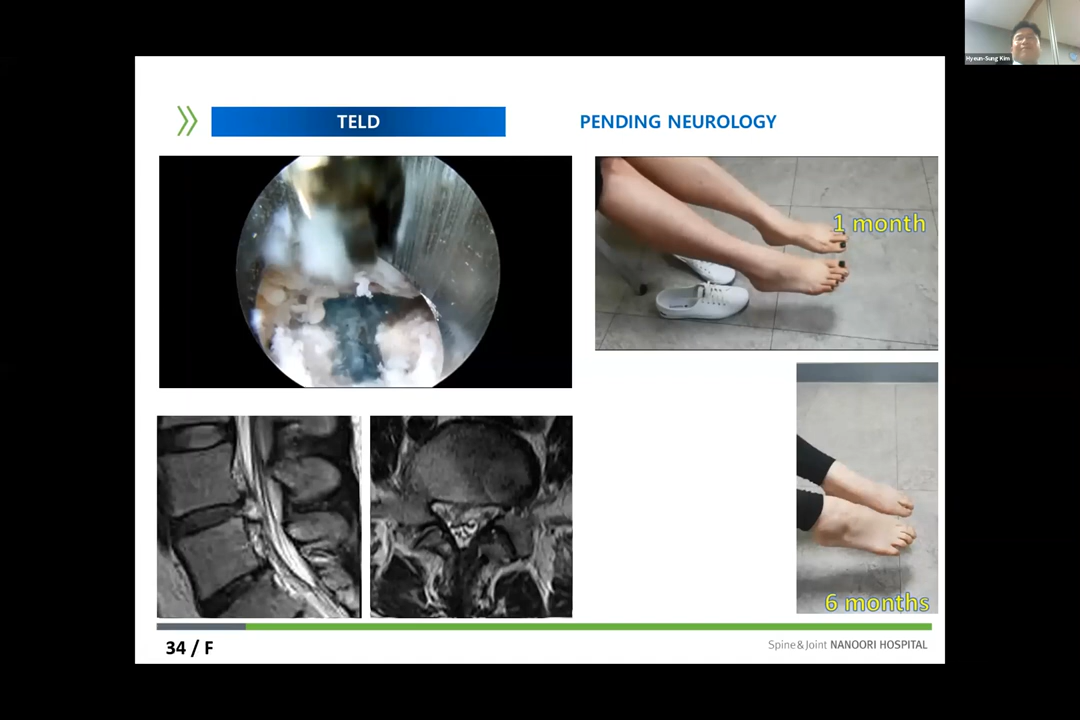 Hyeun-Sung Kim
TELD
PENDING NEUROLOGY
1 month
6 months
34 / F
Spine&Joint NANOORI HOSPITAL